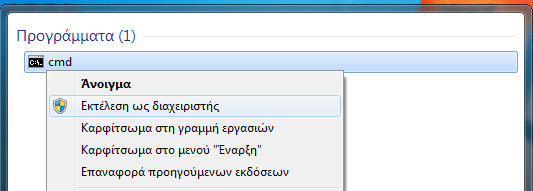 Προγράμματα (1)
cmd
Άνοιγμα
Εκτέλεση ως διαχειριστής
Καρφίτσωμα στη γραμμή εργασιών
Καρφίτσωμα στο μενού "Έναρξη"
Επαναφορά προηγούμενων εκδόσεων